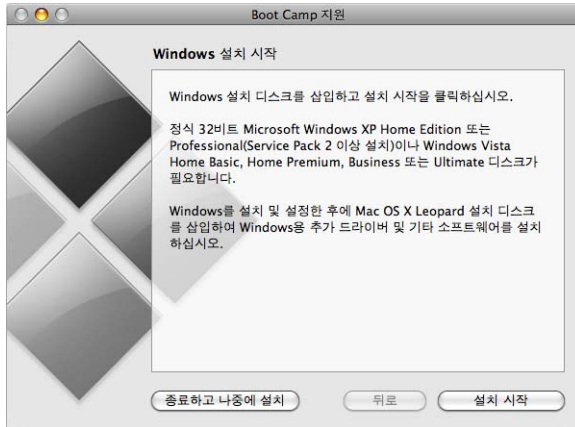 Boot Camp 지원
Windows 설치 시작
Windows 설치 디스크를 삽입하고 설치 시작을 클릭하십시오.
정식 32비트 Microsoft Windows XP Home Edition 또는
Professional(Service Pack 2 이상 설치)이나 Windows Vista
Home Basic, Home Premium, Business 또는 Ultimate 디스크가
필요합니다.
Windows를 설치 및 설정한 후에 Mac OS X Leopard 설치 디스크
를 삽입하여 Windows용 추가 드라이버 및 기타 소프트웨어를 설치
하십시오.
종료하고 나중에 설치
뒤로
설치 시작